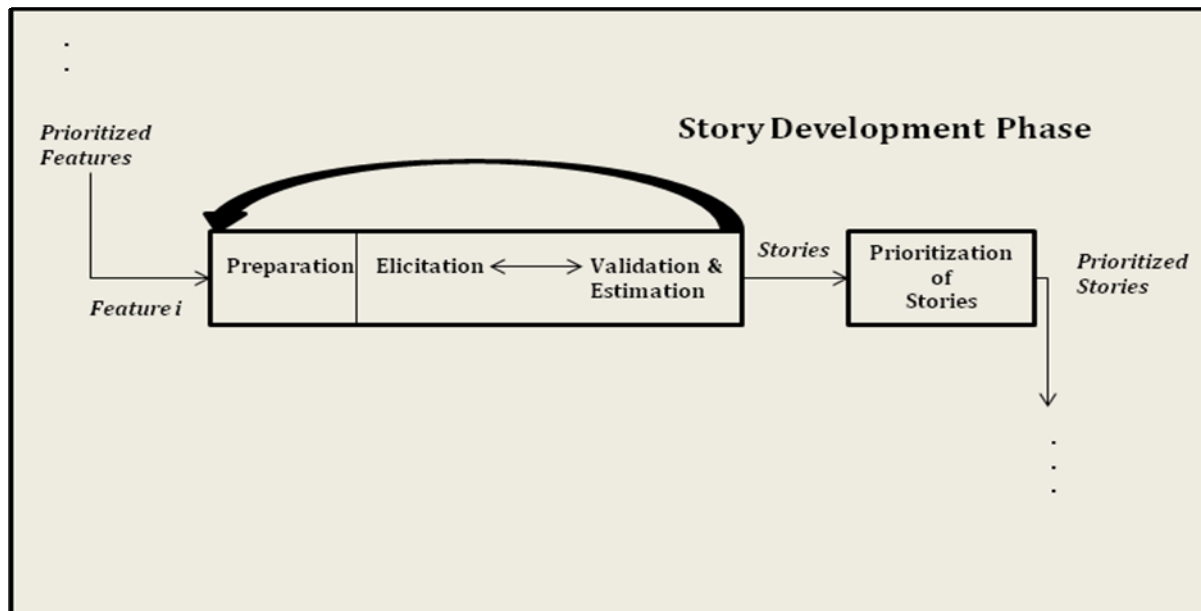 Story Development Phase
Prioritized
Features
Feature i
Preparation
Elicitation
Validation &
Estimation
Stories
Prioritization
of
Stories
Prioritized
Stories